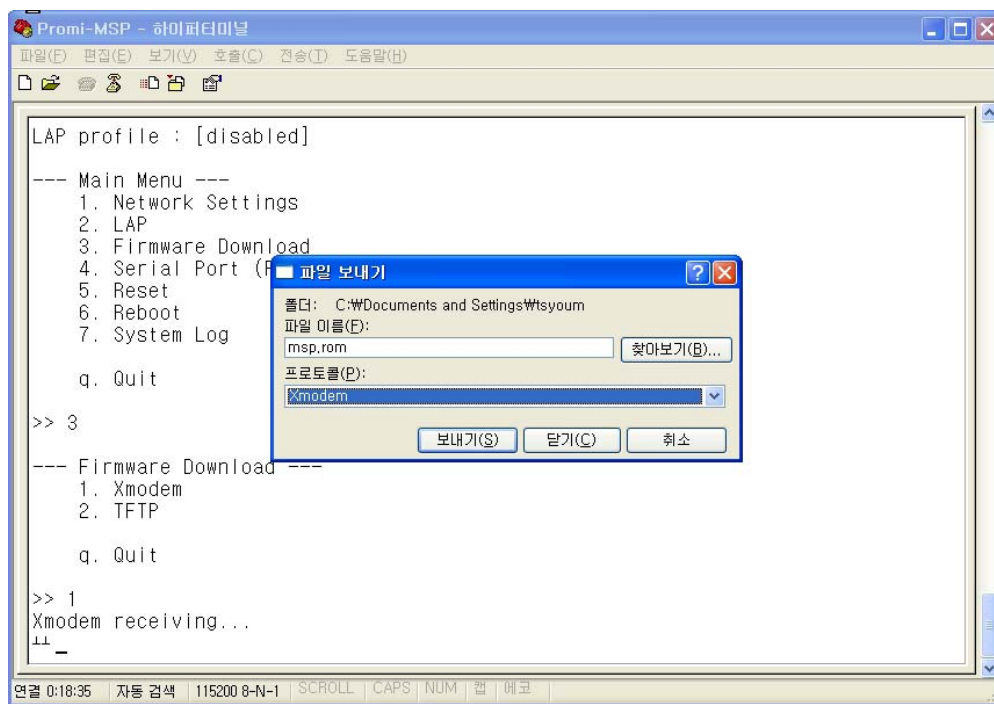 Promi-MSP - 하이퍼터미널
파일(F) 편집(E) 보기(V) 호출(C) 전송(T) 도움말(H)
LAP profile : [disabled]
--- Main Menu ---
1. Network Settings
2. LAP
3. Firmware Download
4. Serial Port (
5. Reset
6. Reboot
7. System Log
q. Quit
>> 3
--- Firmware Download ---
1. Xmodem
2. TFTP
q. Quit
>> 1
Xmodem receiving...
ㅛ_
파일 보내기
폴더: C:₩Documents and Settings₩tsyoum
파일 이름(F):
msp.rom
찾아보기(B)...
프로토콜(P):
Xmodem
보내기(S) 닫기(C) 취소
연결 0:18:35 자동 검색 115200 8-N-1 SCROLL CAPS NUM 캡 에코